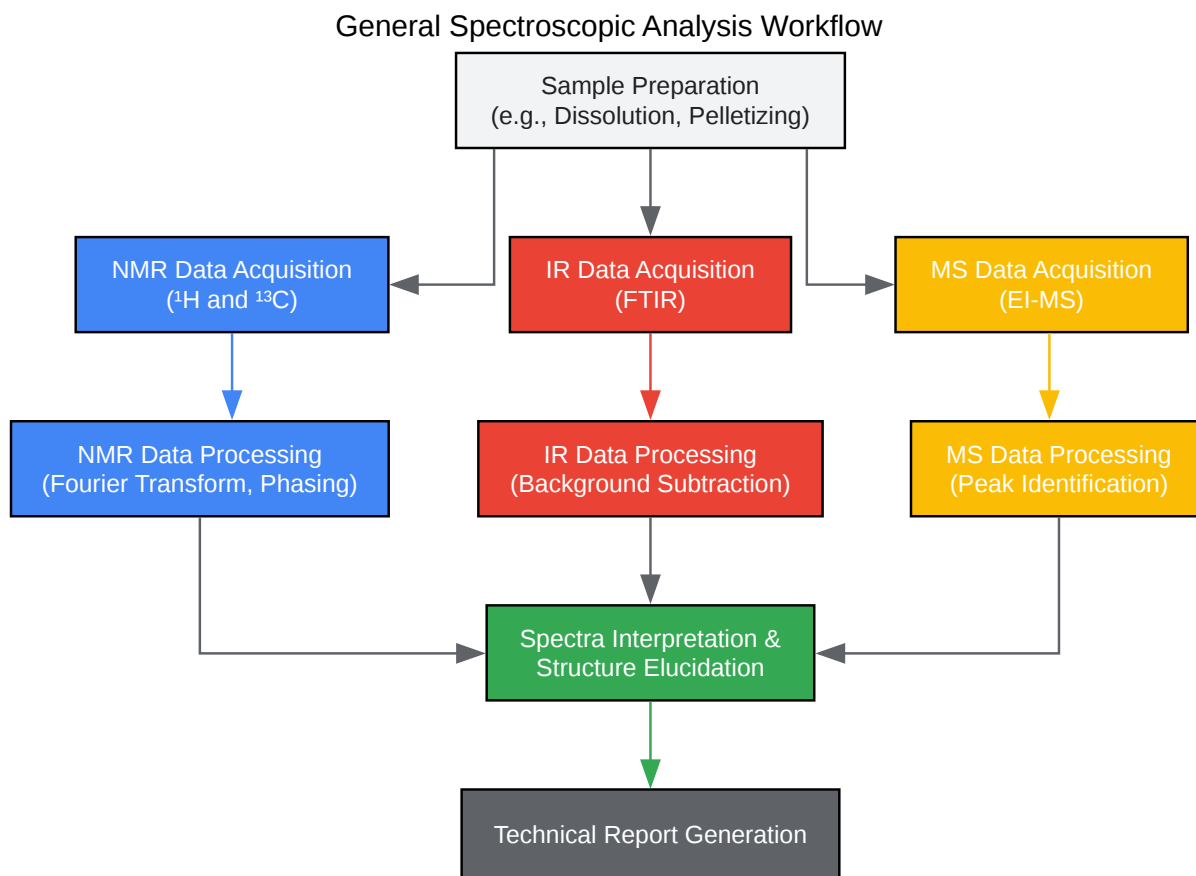 General Spectroscopic Analysis Workflow
Sample Preparation
(e.g., Dissolution, Pelletizing)
NMR Data Acquisition
(¹H and ¹³C)
IR Data Acquisition
(FTIR)
MS Data Acquisition
(EI-MS)
NMR Data Processing
(Fourier Transform, Phasing)
IR Data Processing
(Background Subtraction)
MS Data Processing
(Peak Identification)
Spectra Interpretation &
Structure Elucidation
Technical Report Generation